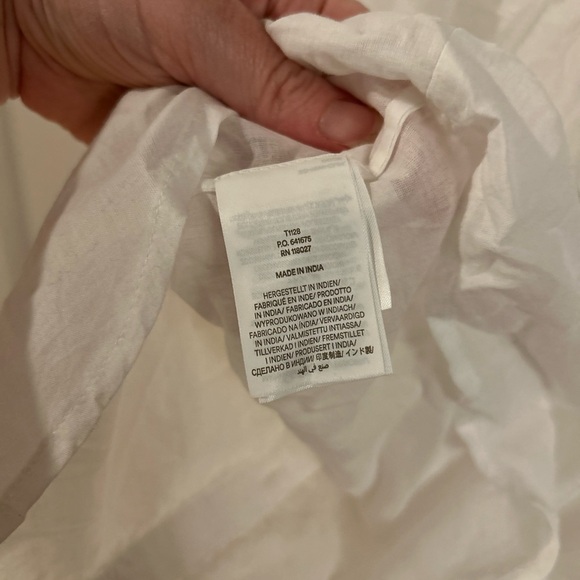 T1128
P.O. 641675
RN 118027
MADE IN INDIA
HERGESTELLT IN INDIEN/
FABRIQUÉ EN INDE/ PRODOTTO
IN INDIA/ FABRICADO EN INDIA/
WYPRODUKOWANO W INDIACH/
FABRICADO NA ÍNDIA/ VERVAARDIGD
IN INDIA/ VALMISTETTU INTIASSA/
TILLVERKAD I INDIEN/ FREMSTILLET
I INDIEN/ PRODUSERT I INDIA/
СДЕЛАНО В ИНДИИ/ 印度制造/ インド製/
صنع في الهند